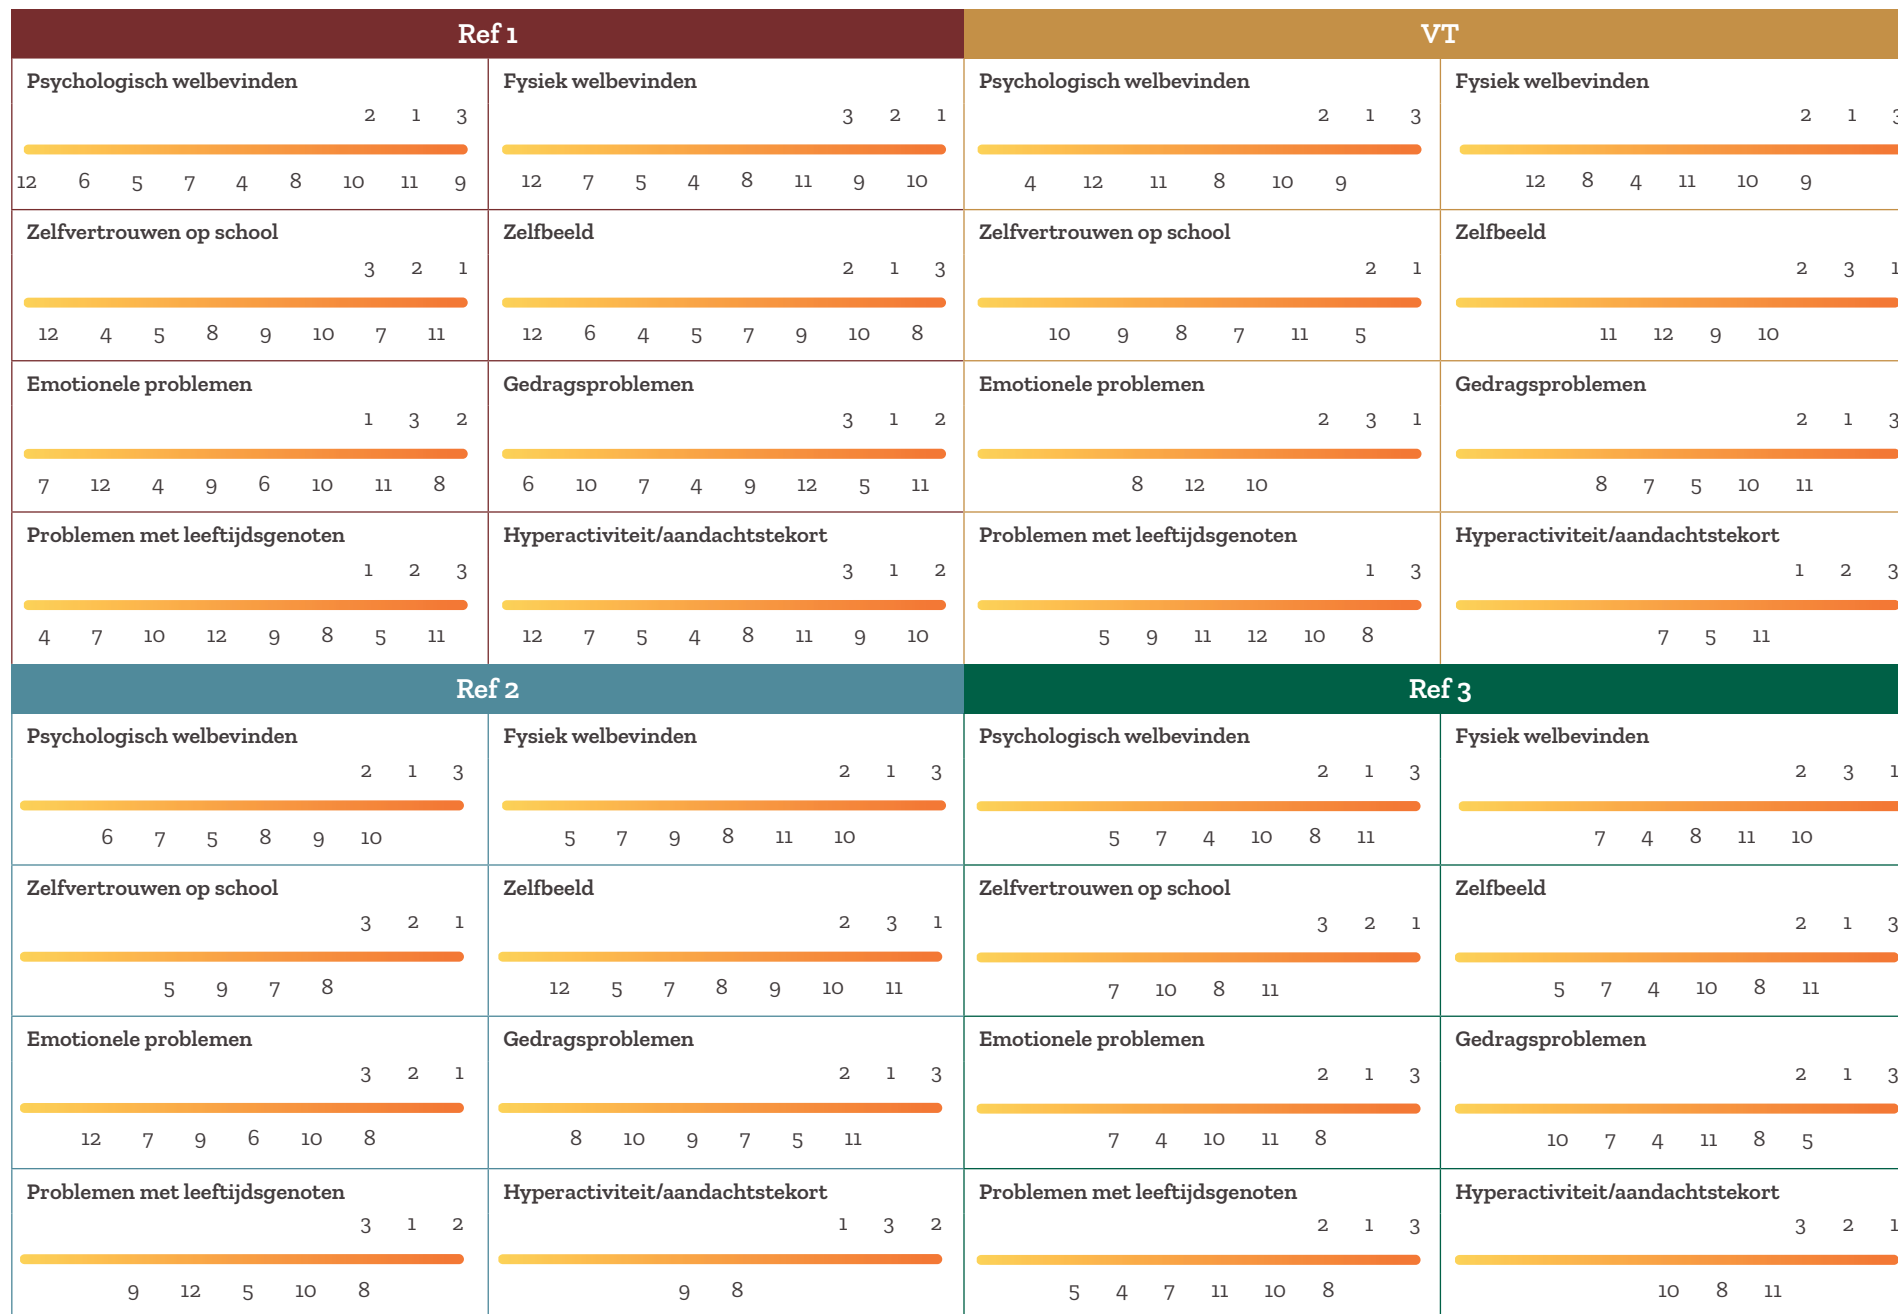 Ref 1
VT
Psychologisch welbevinden
Fysiek welbevinden
Psychologisch welbevinden
Fysiek welbevinden
2 1 3
3 2 1
2 1 3
2 1 3
12 6 5 7 4 8 10 11 9
12 7 5 4 8 11 9 10
4 12 11 8 10 9
12 8 4 11 10 9
Zelfvertrouwen op school
Zelfbeeld
Zelfvertrouwen op school
Zelfbeeld
3 2 1
2 1 3
2 1
2 3 1
12 4 5 8 9 10 7 11
12 6 4 5 7 9 10 8
10 9 8 7 11 5
11 12 9 10
Emotionele problemen
Gedragsproblemen
Emotionele problemen
Gedragsproblemen
1 3 2
3 1 2
2 3 1
2 1 3
7 12 4 9 6 10 11 8
6 10 7 4 9 12 5 11
8 12 10
8 7 5 10 11
Problemen met leeftijdsgenoten
Hyperactiviteit/aandachtstekort
Problemen met leeftijdsgenoten
Hyperactiviteit/aandachtstekort
1 2 3
3 1 2
1 3
1 2 3
4 7 10 12 9 8 5 11
12 7 5 4 8 11 9 10
5 9 11 12 10 8
7 5 11
Ref 2
Ref 3
Psychologisch welbevinden
Fysiek welbevinden
Psychologisch welbevinden
Fysiek welbevinden
2 1 3
2 1 3
2 1 3
2 3 1
6 7 5 8 9 10
5 7 9 8 11 10
5 7 4 10 8 11
7 4 8 11 10
Zelfvertrouwen op school
Zelfbeeld
Zelfvertrouwen op school
Zelfbeeld
3 2 1
2 3 1
3 2 1
2 1 3
5 9 7 8
12 5 7 8 9 10 11
7 10 8 11
5 7 4 10 8 11
Emotionele problemen
Gedragsproblemen
Emotionele problemen
Gedragsproblemen
3 2 1
2 1 3
2 1 3
2 1 3
12 7 9 6 10 8
8 10 9 7 5 11
7 4 10 11 8
10 7 4 11 8 5
Problemen met leeftijdsgenoten
Hyperactiviteit/aandachtstekort
Problemen met leeftijdsgenoten
Hyperactiviteit/aandachtstekort
3 1 2
1 3 2
2 1 3
3 2 1
9 12 5 10 8
9 8
5 4 7 11 10 8
10 8 11